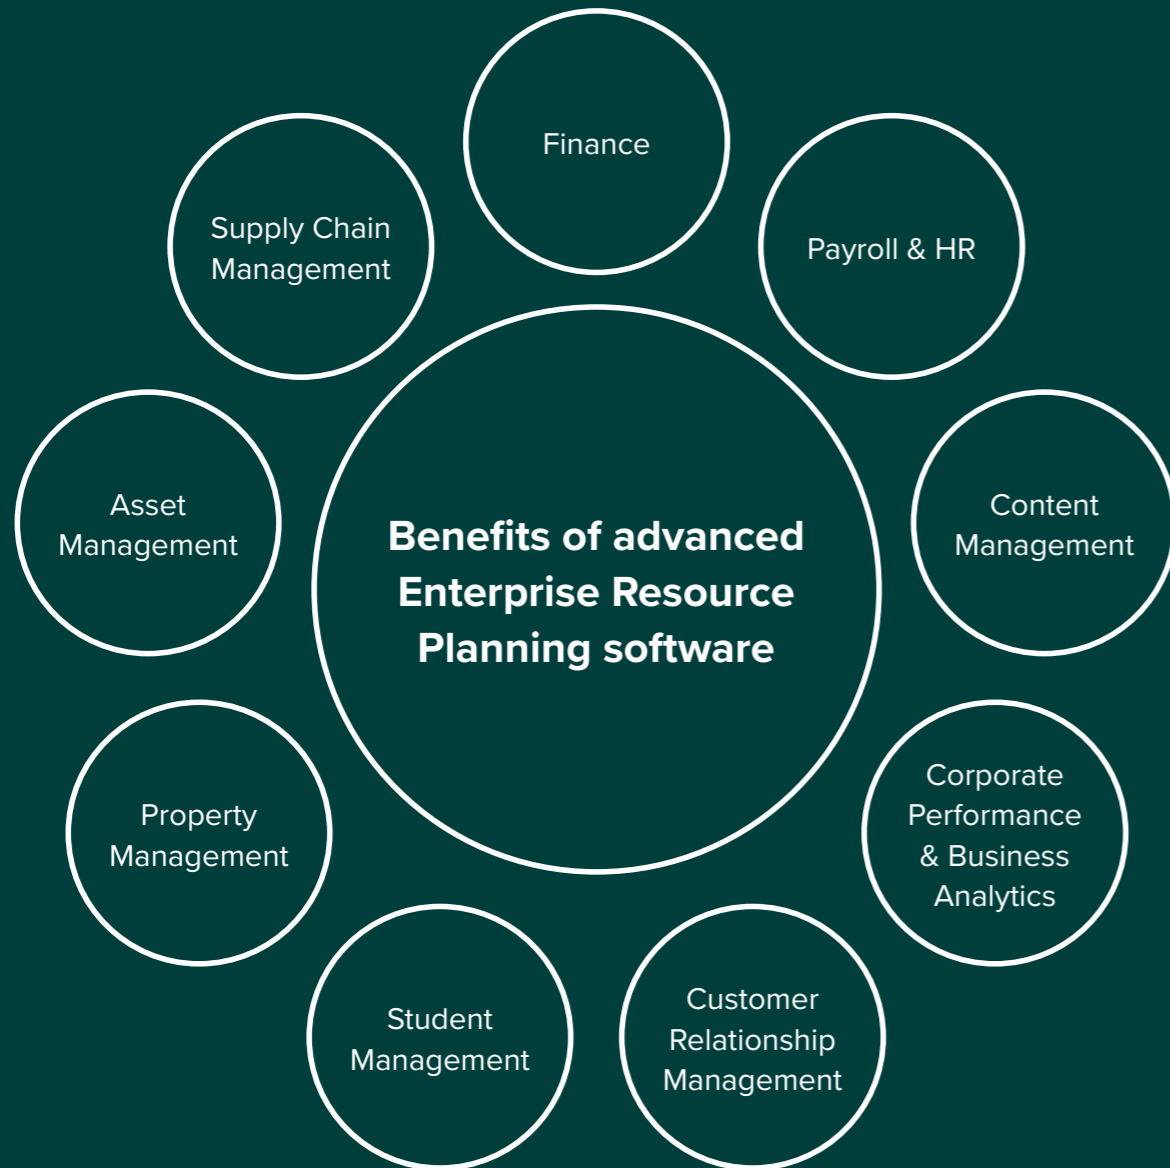 Finance
Payroll & HR
Content
Management
Corporate
Performance
& Business
Analytics
Customer
Relationship
Management
Student
Management
Property
Management
Asset
Management
Supply Chain
Management
Benefits of advanced
Enterprise Resource
Planning software